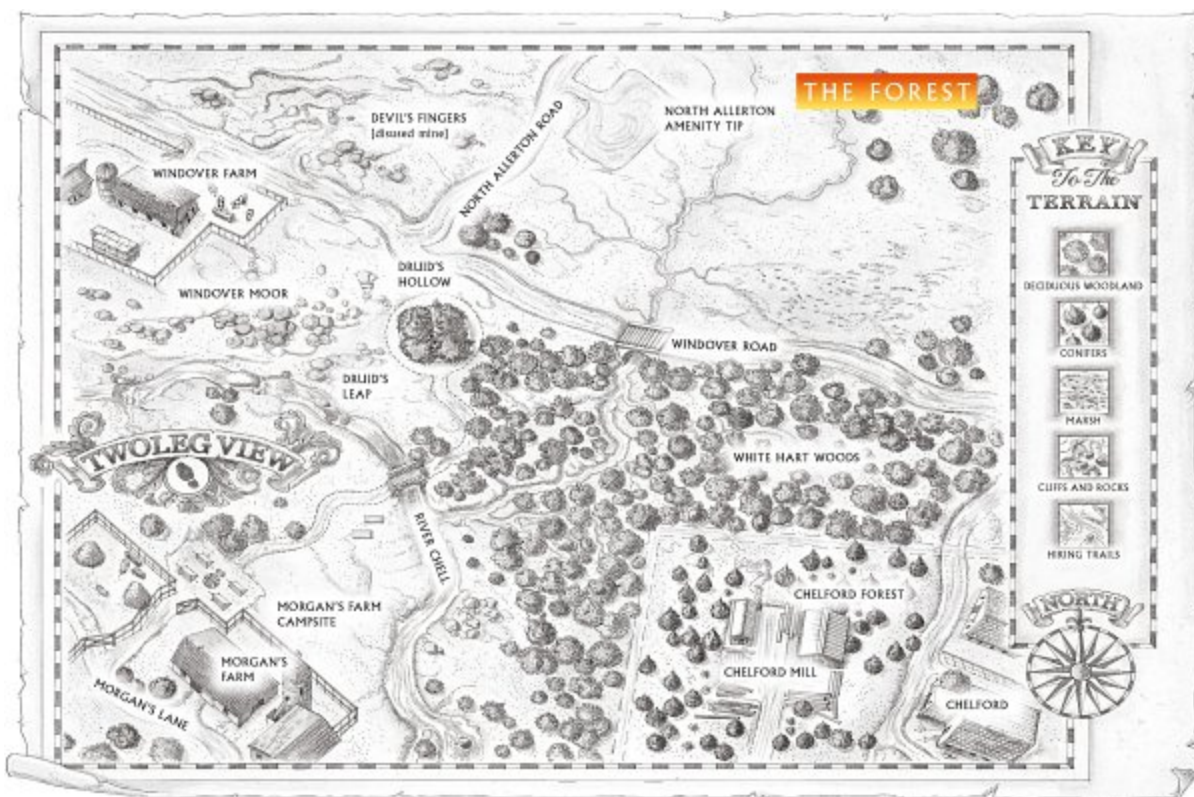 THE FOREST
DEVIL'S FINGERS
[disused mine]
NORTH ALLERTON ROAD
NORTH ALLERTON
AMENITY TIP
WINDOVER FARM
DRUID'S
HOLLOW
WINDOVER MOOR
WINDOVER ROAD
DRUID'S
LEAP
TWOLEG VIEW
WHITE HART WOODS
RIVER CHELL
MORGAN'S FARM
CAMPSITE
MORGAN'S
FARM
MORGAN'S LANE
CHELFORD FOREST
CHELFORD MILL
CHELFORD
KEY
To The
TERRAIN
DECIDUOUS WOODLAND
CONIFERS
MARSH
CLIFFS AND ROCKS
HIKING TRAILS
NORTH